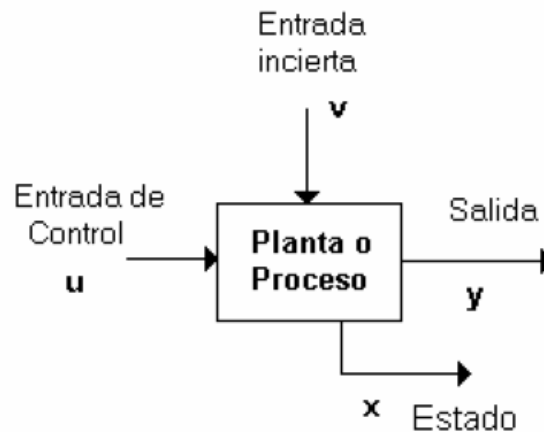 Entrada
incierta
v
Entrada de
Control
u
Planta o
Proceso
Salida
y
x
Estado